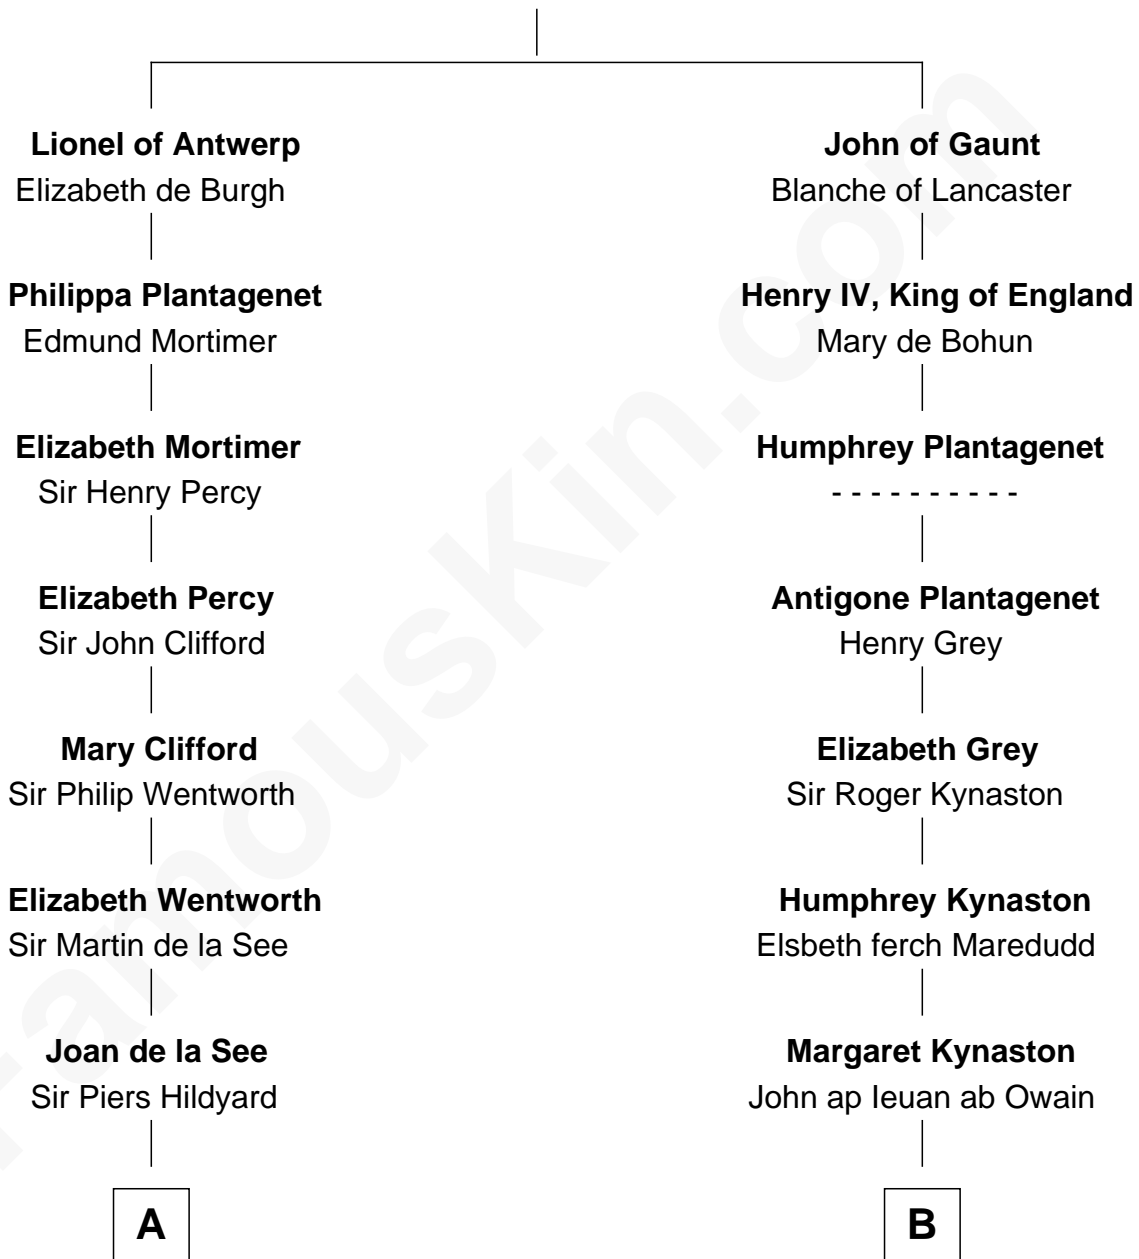 Lionel of Antwerp
Elizabeth de Burgh
Philippa Plantagenet
Edmund Mortimer
Elizabeth Mortimer
Sir Henry Percy
Elizabeth Percy
Sir John Clifford
Mary Clifford
Sir Philip Wentworth
Elizabeth Wentworth
Sir Martin de la See
Joan de la See
Sir Piers Hildyard
A
John of Gaunt
Blanche of Lancaster
Henry IV, King of England
Mary de Bohun
Humphrey Plantagenet
- - - - - - - - - -
Antigone Plantagenet
Henry Grey
Elizabeth Grey
Sir Roger Kynaston
Humphrey Kynaston
Elsbeth ferch Maredudd
Margaret Kynaston
John ap Ieuan ab Owain
B
FamousKin.com